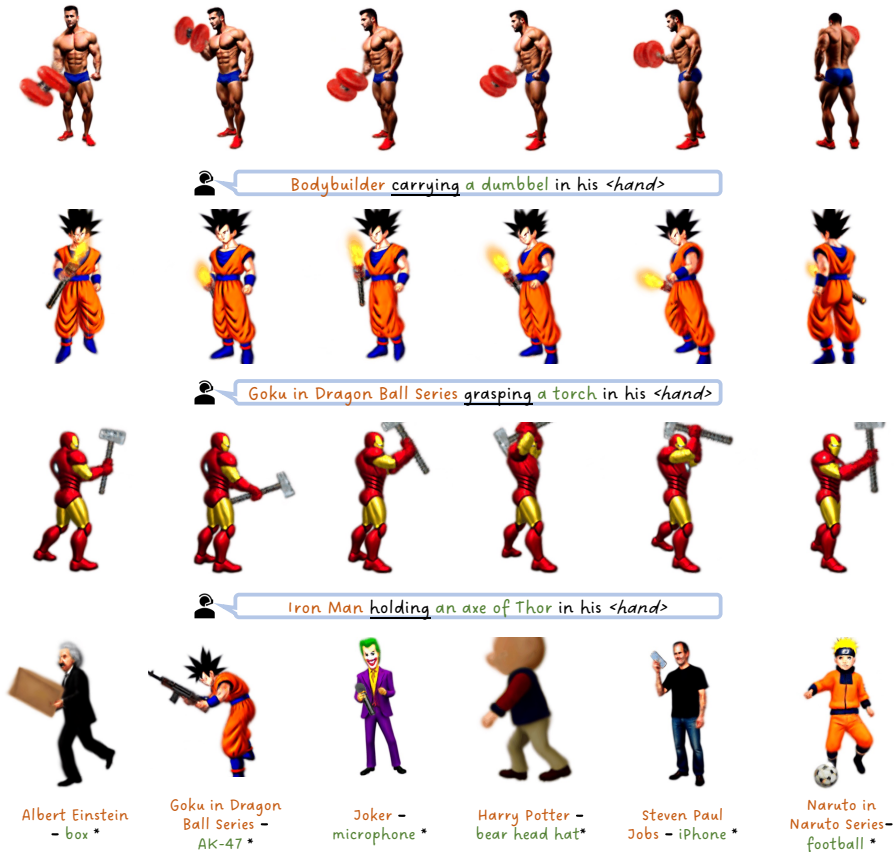 Bodybuilder carrying a dumbbel in his <hand>
Goku in Dragon Ball Series grasping a torch in his <hand>
Iron Man holding an axe of Thor in his <hand>
Albert Einstein
– box *
Goku in Dragon
Ball Series –
AK-47 *
Joker –
microphone *
Harry Potter –
bear head hat*
Steven Paul
Jobs – iPhone *
Naruto in
Naruto Series–
football *